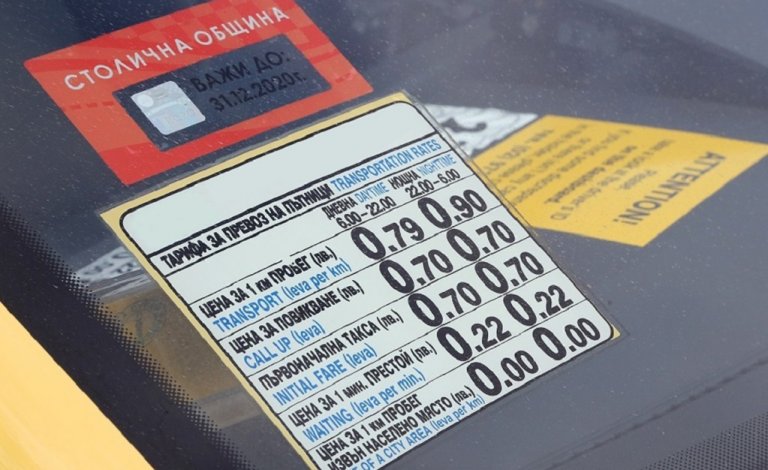 СТОЛИЧНА ОБЩИНА
ВАЖИ ДО:
31.12.2020г.
ТАРИФА ЗА ПРЕВОЗ НА ПЪТНИЦИ TRANSPORTATION RATES
ДНЕВНА DAYTIME НОЩНА NIGHTTIME
6.00–22.00 22.00–6.00
ЦЕНА ЗА 1 км ПРОБЕГ (лв.)
TRANSPORT (leva per km)
0.79 0.90
ЦЕНА ЗА ПОВИКВАНЕ (лв.)
CALL UP (leva)
0.70 0.70
ПЪРВОНАЧАЛНА ТАКСА (лв.)
INITIAL FARE (leva)
0.70 0.70
ЦЕНА ЗА 1 мин. ПРЕСТОЙ (лв.)
WAITING (leva per min.)
0.22 0.22
ЦЕНА ЗА 1 км ПРОБЕГ
ИЗВЪН НАСЕЛЕНО МЯСТО (лв.)
OF A CITY AREA (leva per km)
0.00 0.00
ATTENTION!
Please